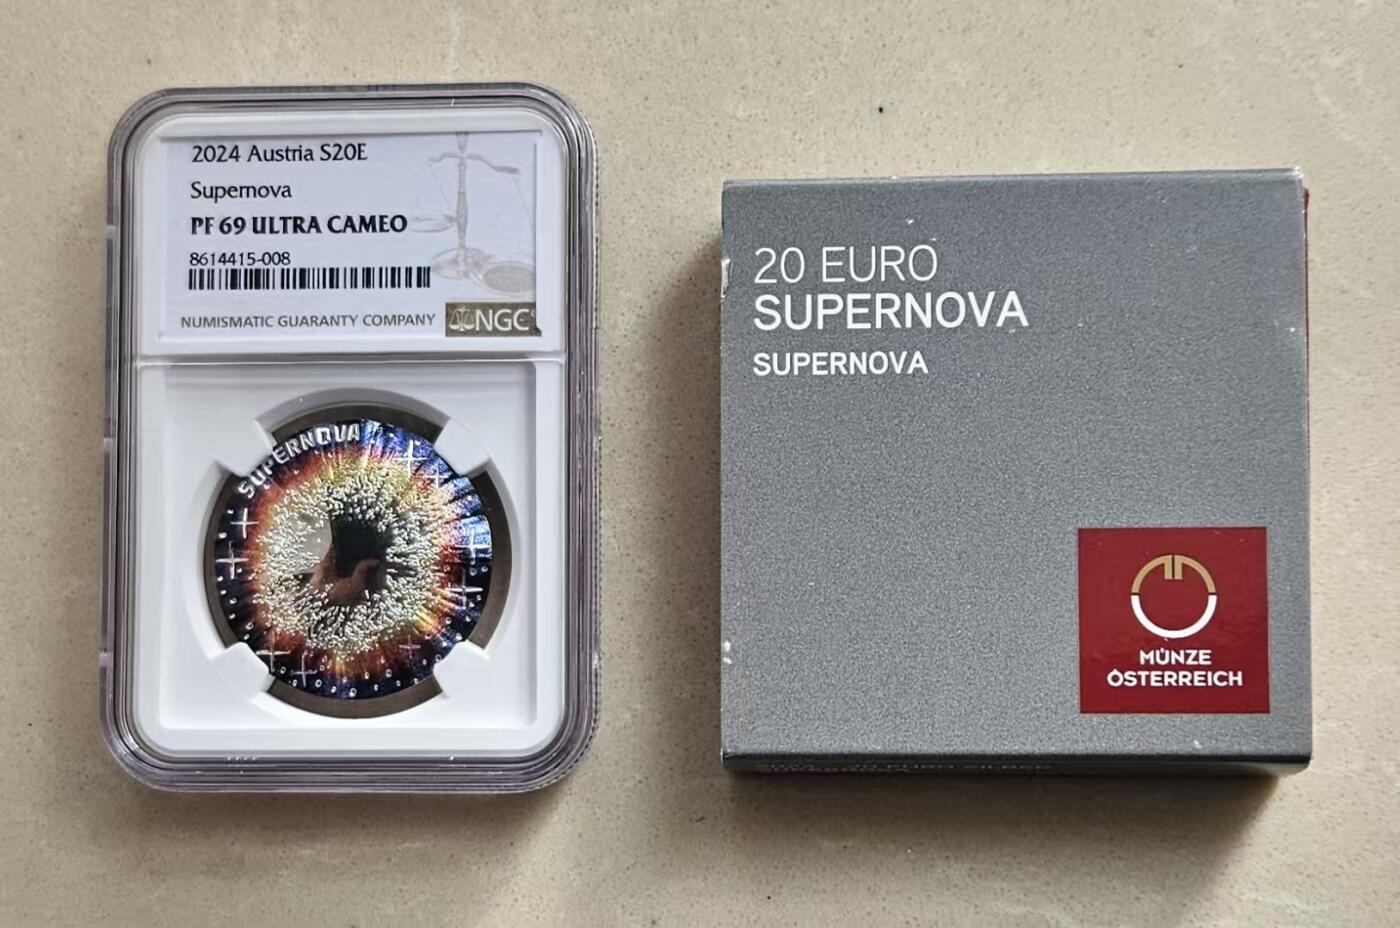 2024 Austria S20E
Supernova
PF 69 ULTRA CAMEO
8614415-008
NUMISMATIC GUARANTY COMPANY
NGC
SUPERNOVA
20 EURO
SUPERNOVA
SUPERNOVA
MÜNZE
ÖSTERREICH